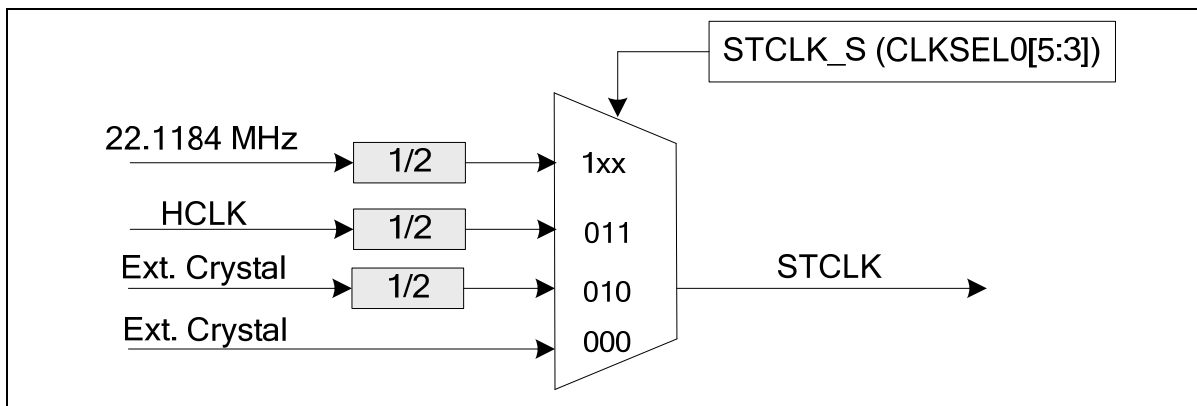 STCLK_S (CLKSEL0[5:3])
22.1184 MHz
1/2
1xx
HCLK
1/2
011
Ext. Crystal
1/2
010
STCLK
Ext. Crystal
000